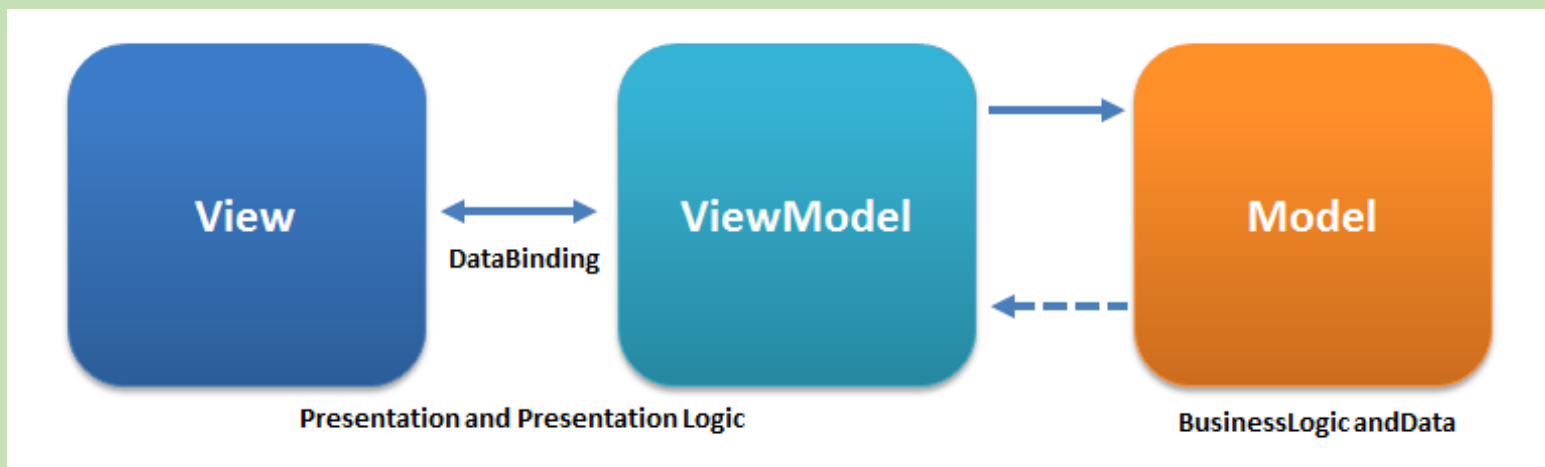 View
ViewModel
Model
DataBinding
Presentation and Presentation Logic
BusinessLogic andData